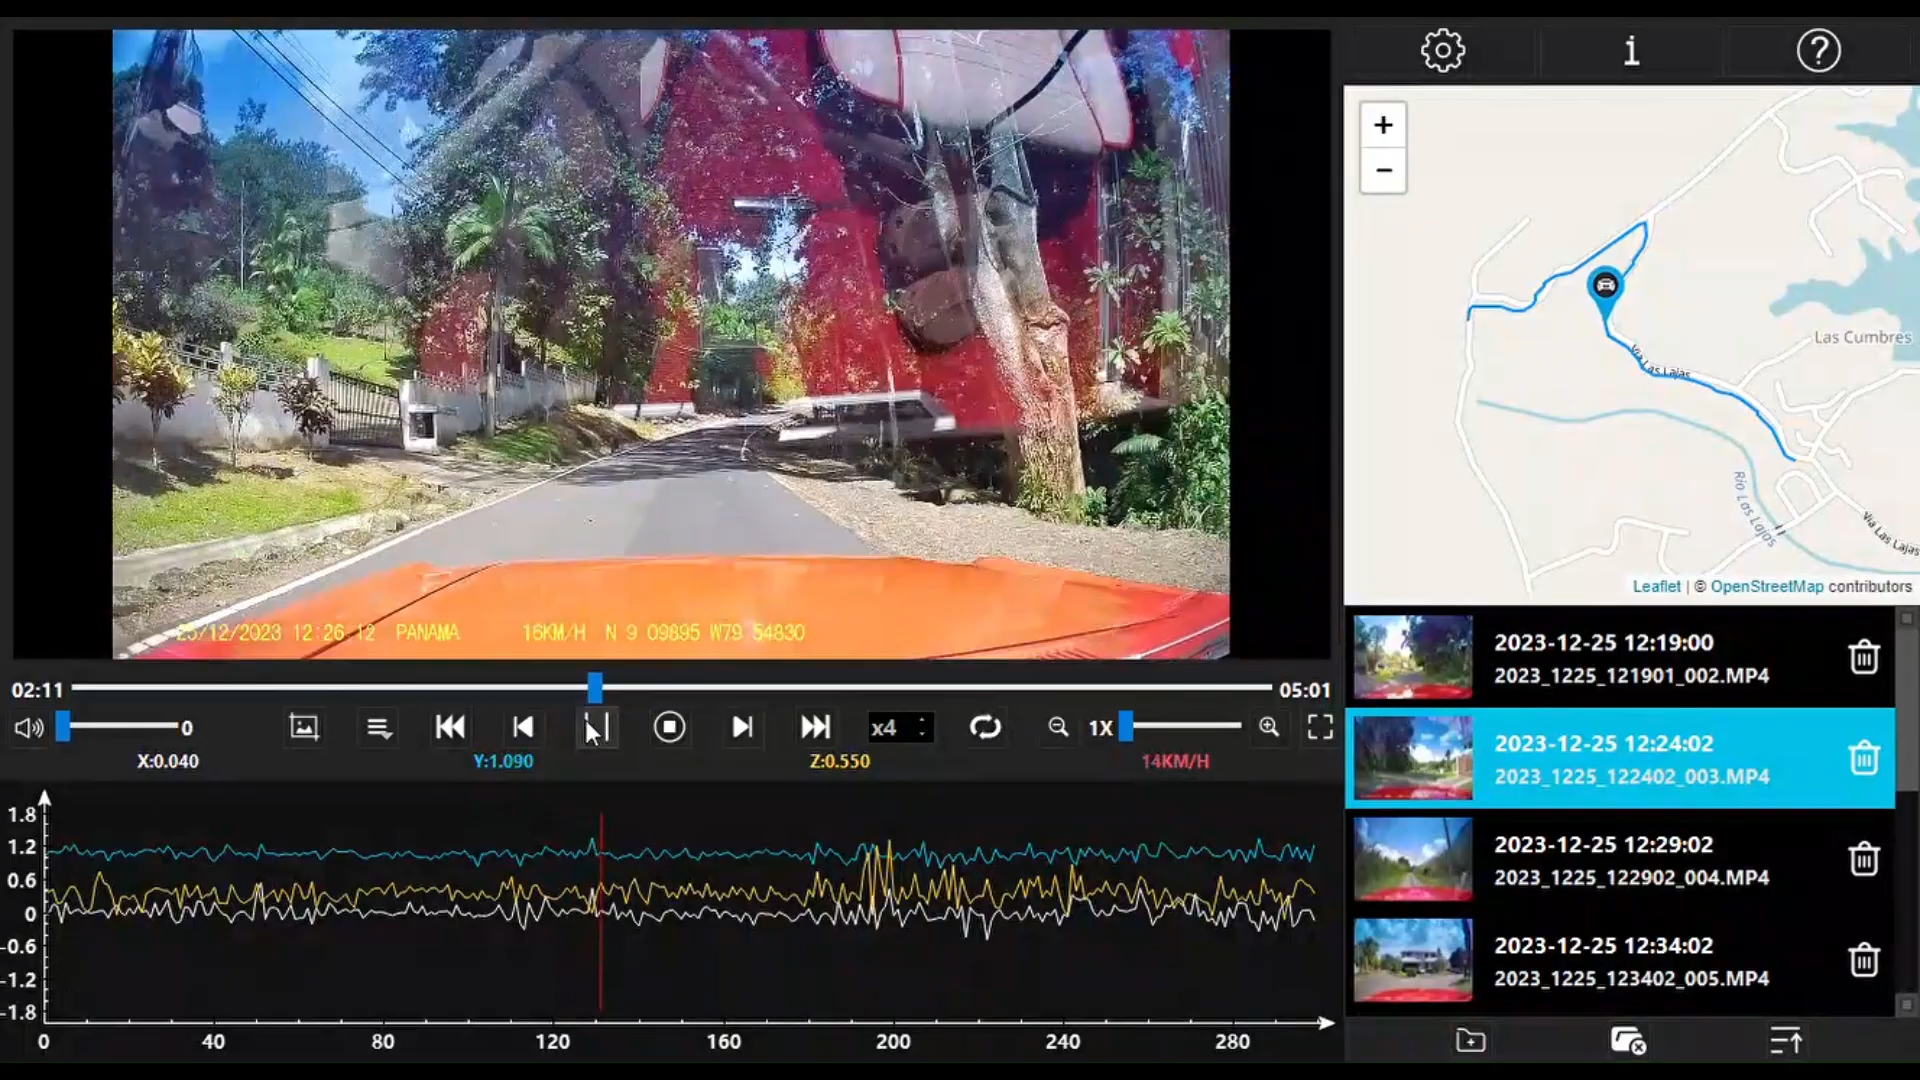 25/12/2023 12:26:12 PANAMA 16KM/H N 9 09895 W79 54830
02:11
05:01
0
x4
1X
X:0.040
Y:1.090
Z:0.550
14KM/H
1.8
1.2
0.6
0
-0.6
-1.2
-1.8
0 40 80 120 160 200 240 280
i
?
+
−
Las Cumbres
Vía Las Lajas
Río Las Lajas
Vía Las Lajas
Leaflet | © OpenStreetMap contributors
2023-12-25 12:19:00
2023_1225_121901_002.MP4
2023-12-25 12:24:02
2023_1225_122402_003.MP4
2023-12-25 12:29:02
2023_1225_122902_004.MP4
2023-12-25 12:34:02
2023_1225_123402_005.MP4